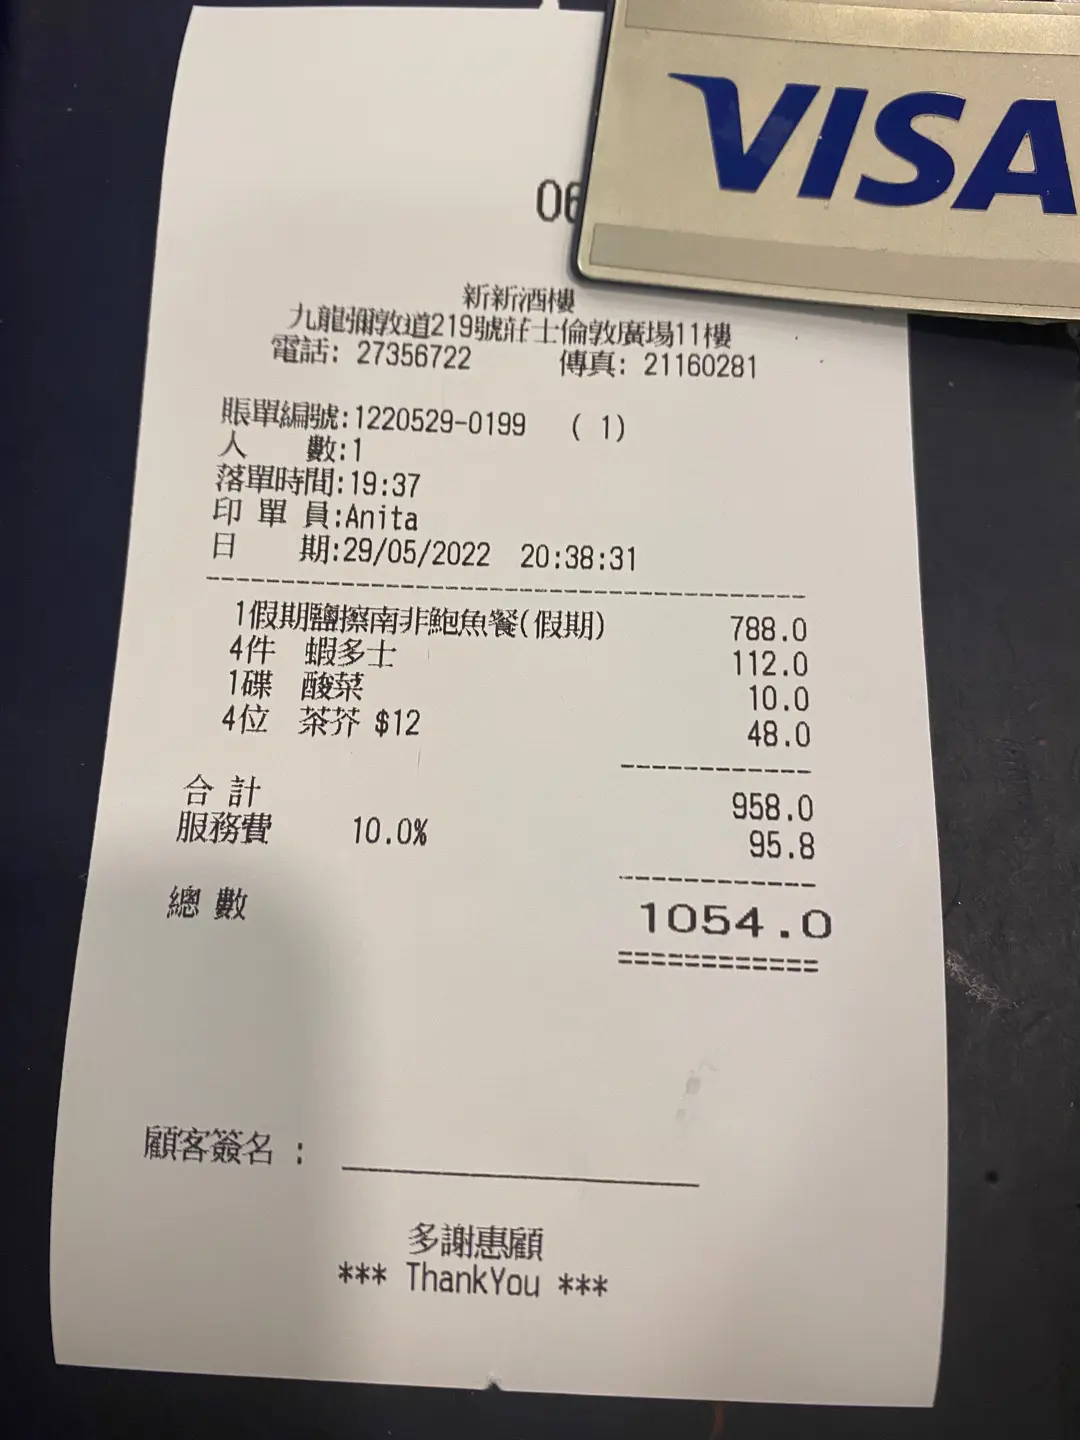 VISA
06
新新酒樓
九龍彌敦道219號莊士倫敦廣場11樓
電話: 27356722 傳真: 21160281
賬單編號:1220529-0199 ( 1)
人 數:1
落單時間:19:37
印 單 員:Anita
日 期:29/05/2022 20:38:31
1假期鹽擦南非鮑魚餐(假期) 788.0
4件 蝦多士 112.0
1碟 酸菜 10.0
4位 茶芥 $12 48.0
合 計 958.0
服務費 10.0% 95.8
總 數 1054.0
顧客簽名 :
多謝惠顧
*** ThankYou ***